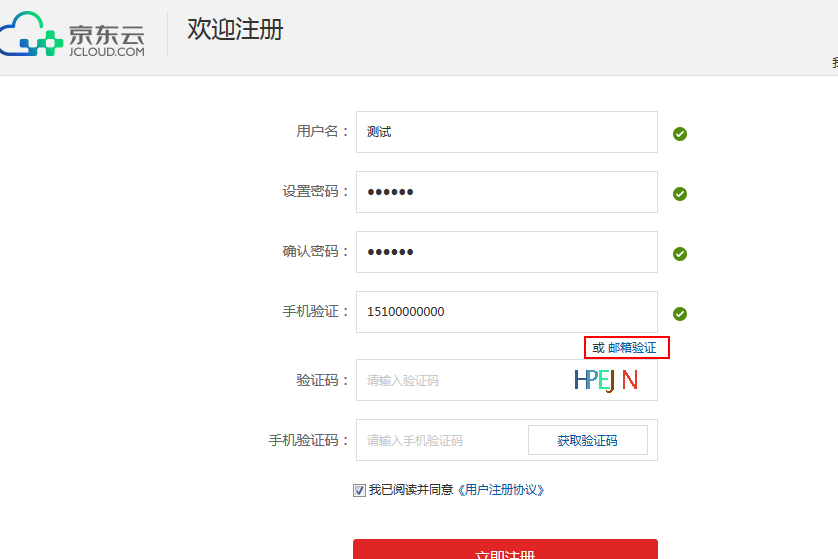 京东云
JCLOUD.COM
欢迎注册
用户名：
测试
设置密码：
••••••
确认密码：
••••••
手机验证：
15100000000
或 邮箱验证
验证码：
请输入验证码
HPEJN
手机验证码：
请输入手机验证码
获取验证码
我已阅读并同意《用户注册协议》
立即注册